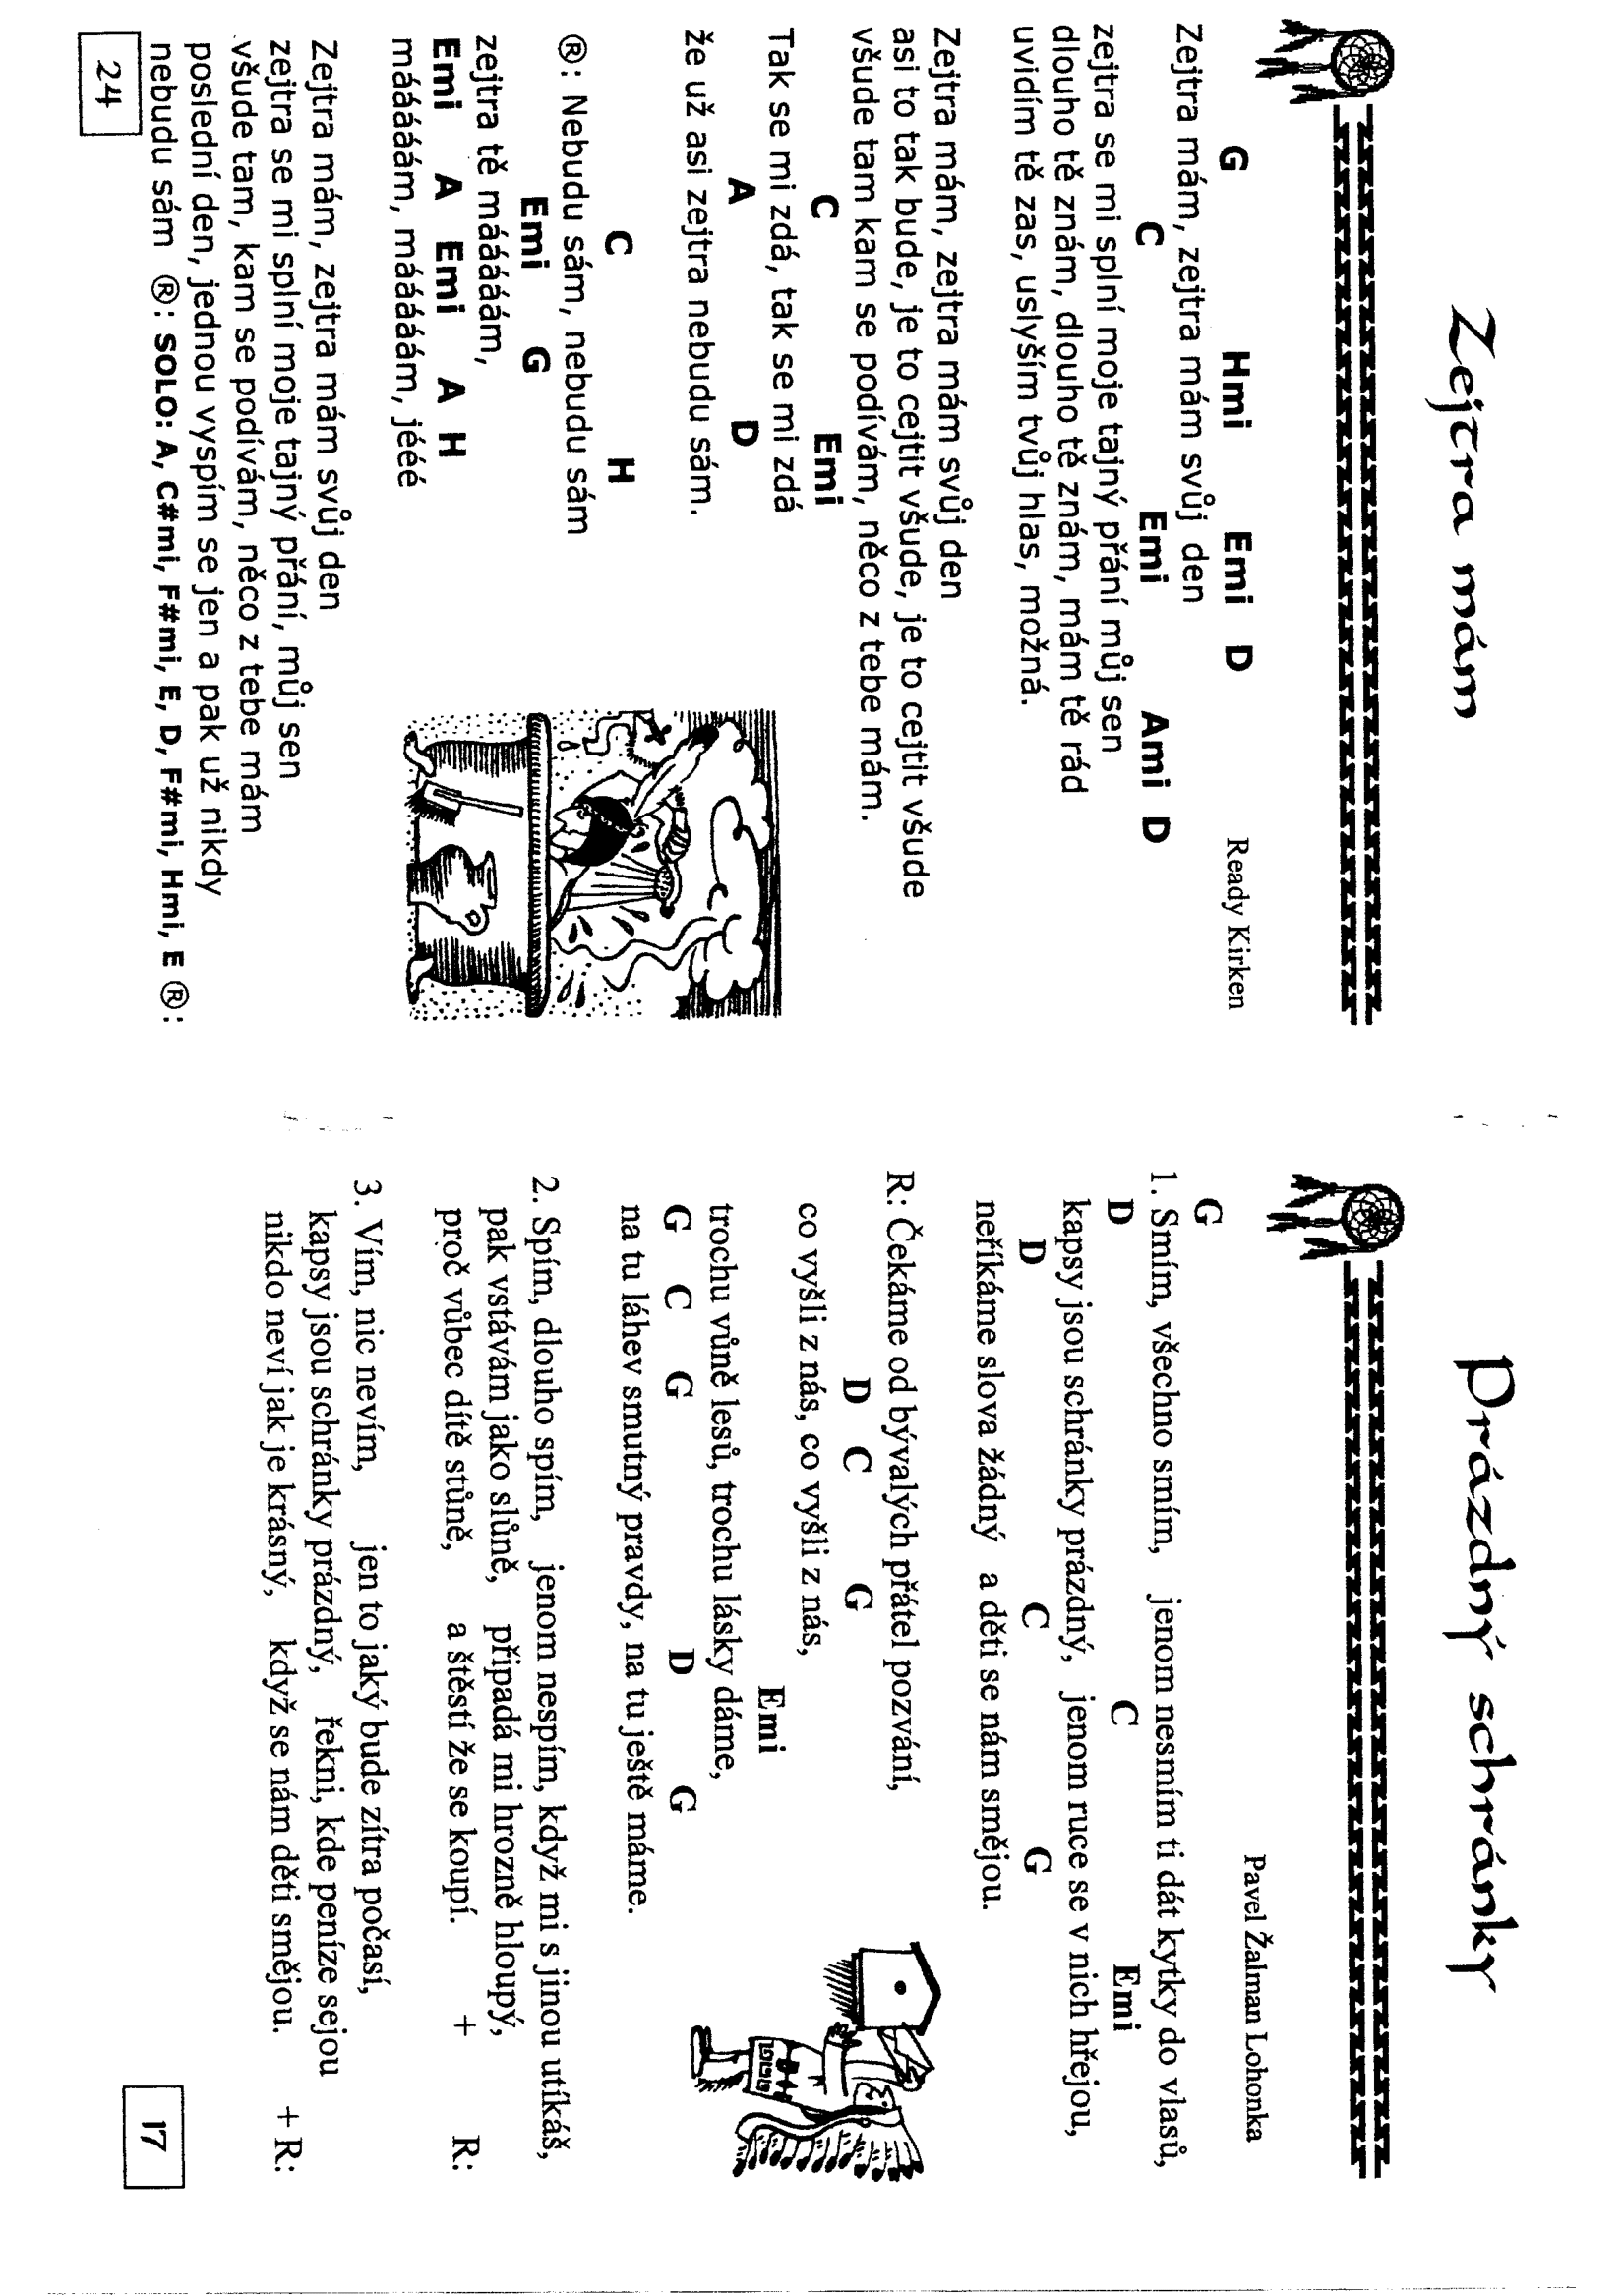 Zejtra mám
Ready Kirken
G Hmi Emi D
Zejtra mám, zejtra mám svůj den
C Emi Ami D
zejtra se mi splní moje tajný přání můj sen
dlouho tě znám, dlouho tě znám, mám tě rád
uvidím tě zas, uslyším tvůj hlas, možná.
Zejtra mám, zejtra mám svůj den
asi to tak bude, je to cejtit všude, je to cejtit všude
všude tam kam se podívám, něco z tebe mám.
C Emi
Tak se mi zdá, tak se mi zdá
A D
že už asi zejtra nebudu sám.
C H
®: Nebudu sám, nebudu sám
Emi G
zejtra tě máááááám,
Emi A Emi A H
máááááám, máááááám, jééé
Zejtra mám, zejtra mám svůj den
zejtra se mi splní moje tajný přání, můj sen
všude tam, kam se podívám, něco z tebe mám
poslední den, jednou vyspím se jen a pak už nikdy
nebudu sám ®: SOLO: A, C#mi, F#mi, E, D, F#mi, Hmi, E ®:
24
Prázdný schránky
Pavel Žalman Lohonka
G
1. Smím, všechno smím, jenom nesmím ti dát kytky do vlasů,
D C Emi
kapsy jsou schránky prázdný, jenom ruce se v nich hřejou,
D C G
neříkáme slova žádný a děti se nám smějou.
R: Čekáme od bývalých přátel pozvání,
D C G
co vyšli z nás, co vyšli z nás,
Emi
trochu vůně lesů, trochu lásky dáme,
G C G D G
na tu láhev smutný pravdy, na tu ještě máme.
2. Spím, dlouho spím, jenom nespím, když mi s jinou utíkáš,
pak vstávám jako slůně, připadá mi hrozně hloupý,
proč vůbec dítě stůně, a štěstí že se koupí. + R:
3. Vím, nic nevím, jen to jaký bude zítra počasí,
kapsy jsou schránky prázdný, řekni, kde peníze sejou
nikdo neví jak je krásný, když se nám děti smějou. + R:
17